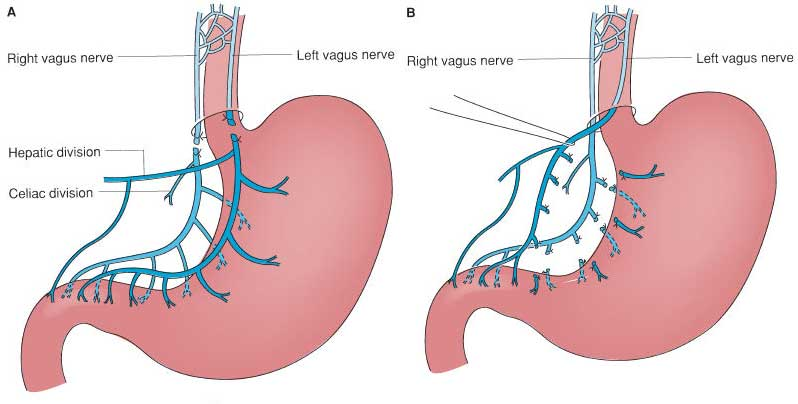 A
Right vagus nerve
Left vagus nerve
Hepatic division
Celiac division
B
Right vagus nerve
Left vagus nerve